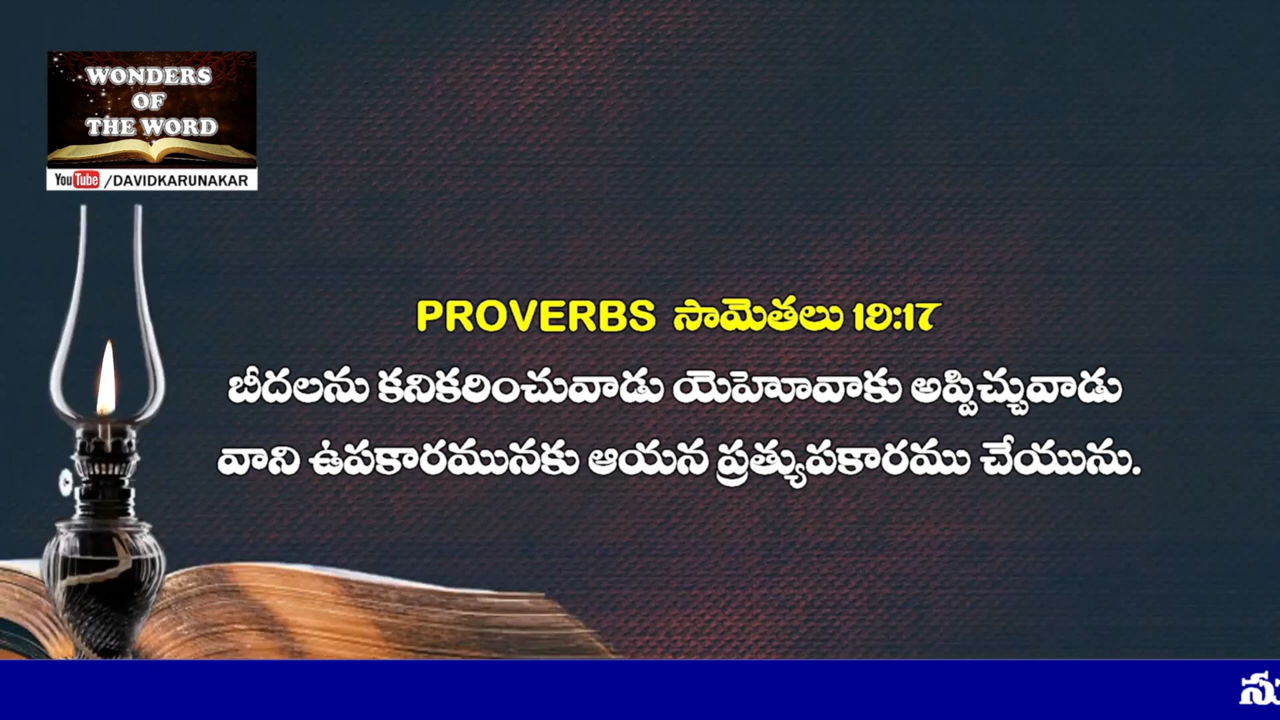 WONDERS
OF
THE WORD
YouTube /DAVIDKARUNAKAR
PROVERBS సామెతలు 19:17
బీదలను కనికరించువాడు యెహోవాకు అప్పిచ్చువాడు
వాని ఉపకారమునకు ఆయన ప్రత్యుపకారము చేయును.